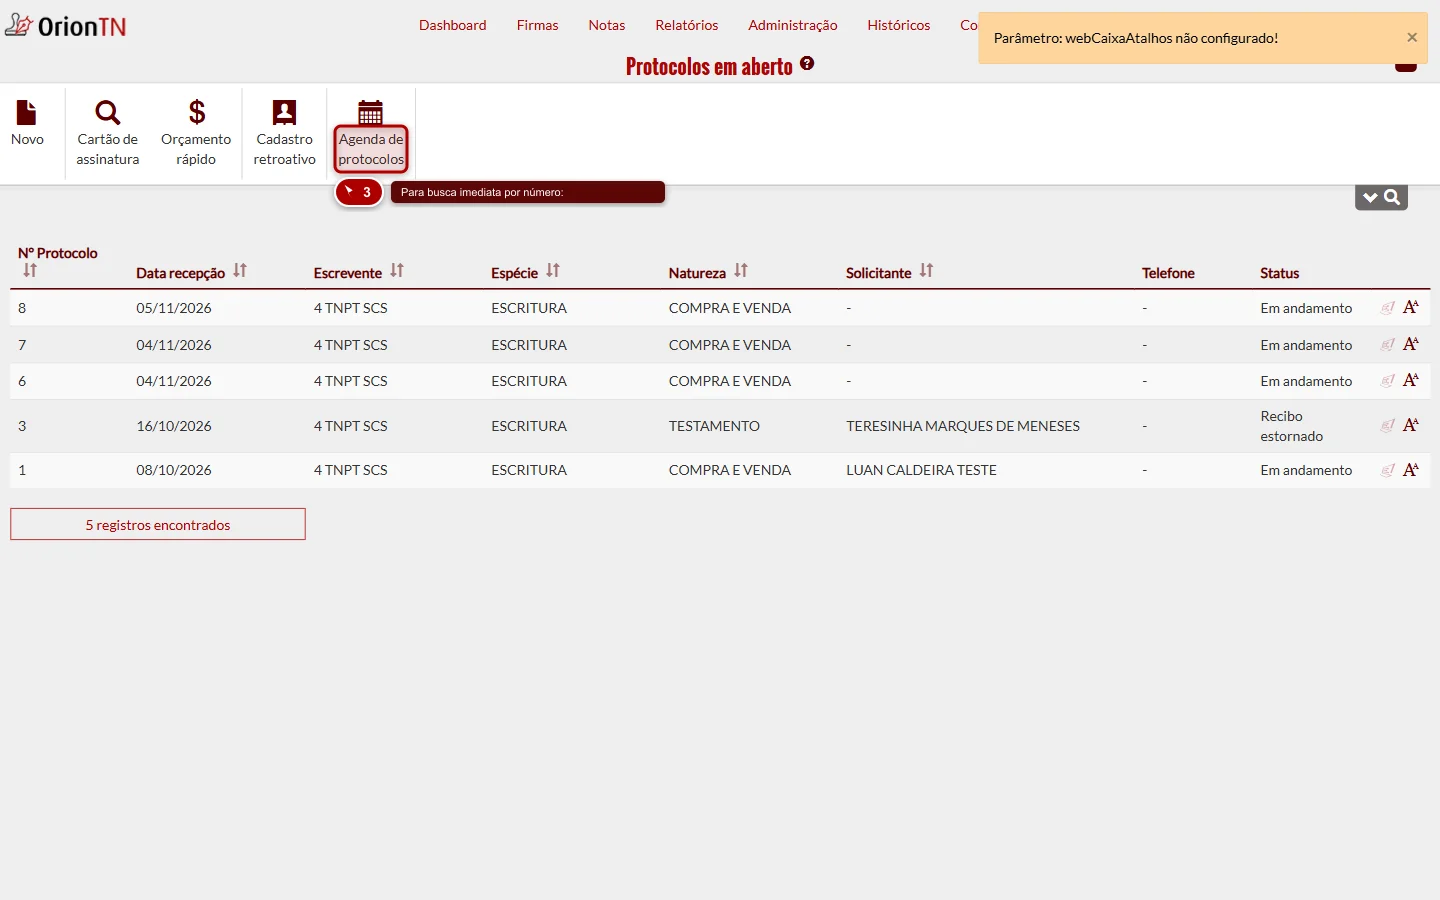 OrionTN
Dashboard Firmas Notas Relatórios Administração Históricos Co
Parâmetro: webCaixaAtalhos não configurado! ×
Protocolos em aberto ?
Novo
Cartão de assinatura
Orçamento rápido
Cadastro retroativo
Agenda de protocolos
3 Para busca imediata por número:
Nº Protocolo Data recepção Escrevente Espécie Natureza Solicitante Telefone Status
8 05/11/2026 4 TNPT SCS ESCRITURA COMPRA E VENDA - - Em andamento
7 04/11/2026 4 TNPT SCS ESCRITURA COMPRA E VENDA - - Em andamento
6 04/11/2026 4 TNPT SCS ESCRITURA COMPRA E VENDA - - Em andamento
3 16/10/2026 4 TNPT SCS ESCRITURA TESTAMENTO TERESINHA MARQUES DE MENESES - Recibo estornado
1 08/10/2026 4 TNPT SCS ESCRITURA COMPRA E VENDA LUAN CALDEIRA TESTE - Em andamento
5 registros encontrados